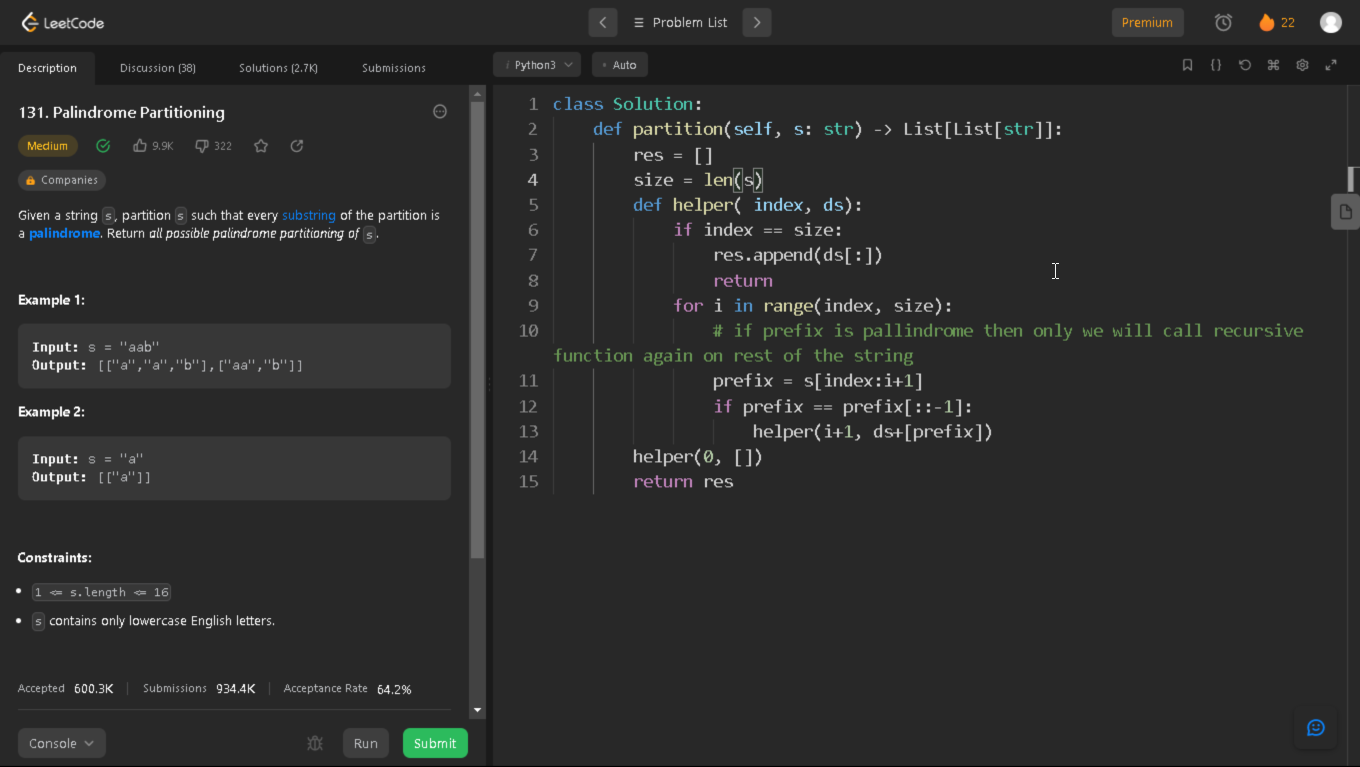 LeetCode
Problem List
Premium
22
Description
Discussion (38)
Solutions (2.7K)
Submissions
131. Palindrome Partitioning
Medium
9.9K
322
Companies
Given a string s, partition s such that every substring of the partition is
a palindrome. Return all possible palindrome partitioning of s.
Example 1:
Input: s = "aab"
Output: [["a","a","b"],["aa","b"]]
Example 2:
Input: s = "a"
Output: [["a"]]
Constraints:
• 1 <= s.length <= 16
• s contains only lowercase English letters.
Accepted 600.3K
Submissions 934.4K
Acceptance Rate 64.2%
Console
Run
Submit
i Python3
• Auto
{}
1 class Solution:
2 def partition(self, s: str) -> List[List[str]]:
3 res = []
4 size = len(s)
5 def helper( index, ds):
6 if index == size:
7 res.append(ds[:])
8 return
9 for i in range(index, size):
10 # if prefix is pallindrome then only we will call recursive
function again on rest of the string
11 prefix = s[index:i+1]
12 if prefix == prefix[::-1]:
13 helper(i+1, ds+[prefix])
14 helper(0, [])
15 return res